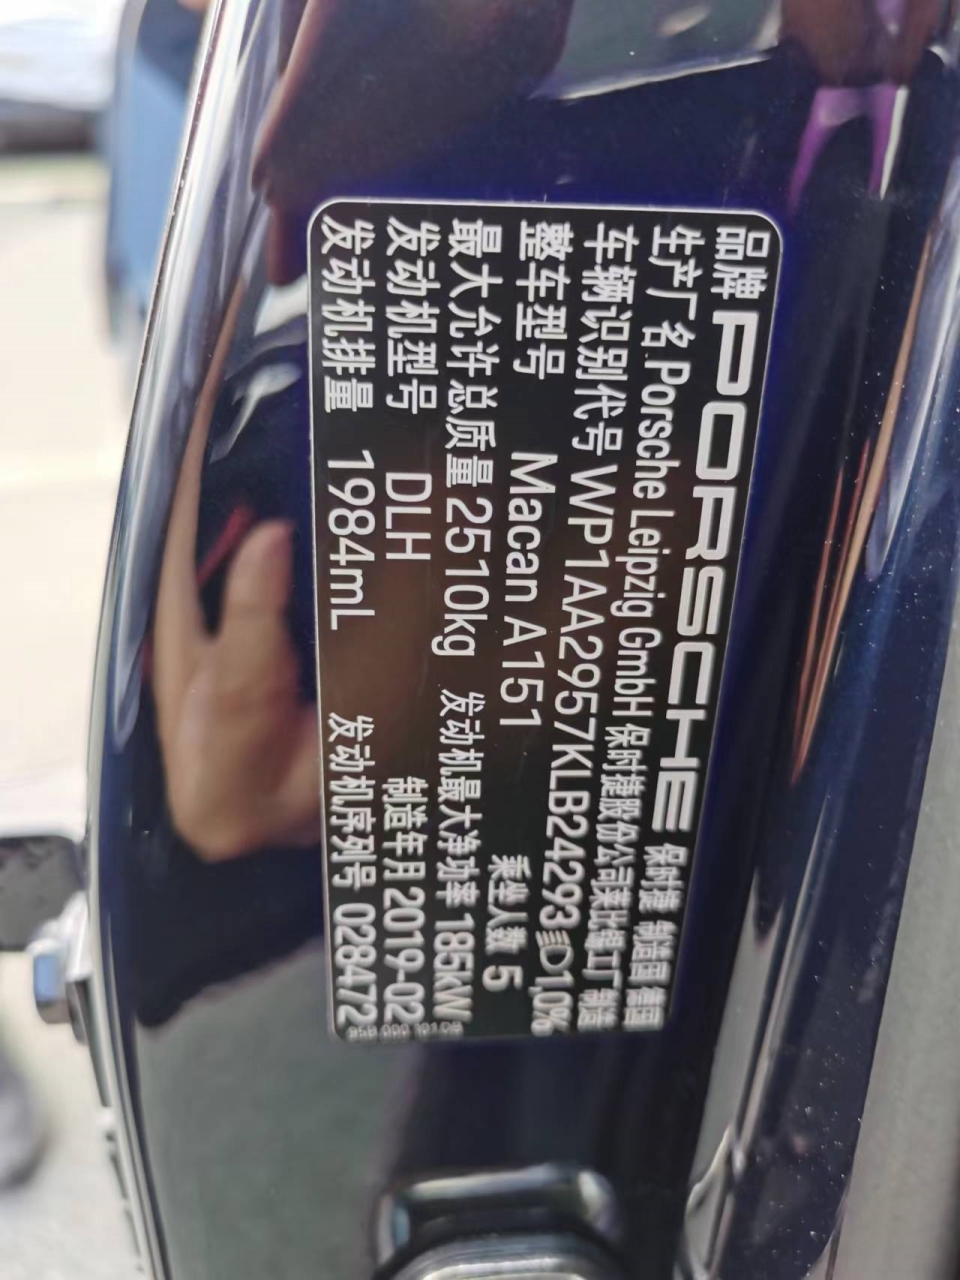 品牌 PORSCHE 保时捷 制造国 德国
生产厂名 Porsche Leipzig GmbH 保时捷股份公司莱比锡工厂 制造
车辆识别代号 WP1AA2957KLB24293 1,0%
整车型号 Macan A151 乘坐人数 5
最大允许总质量 2510kg 发动机最大净功率 185kW
发动机型号 DLH 制造年月 2019-02
发动机排量 1984mL 发动机序列号 028472